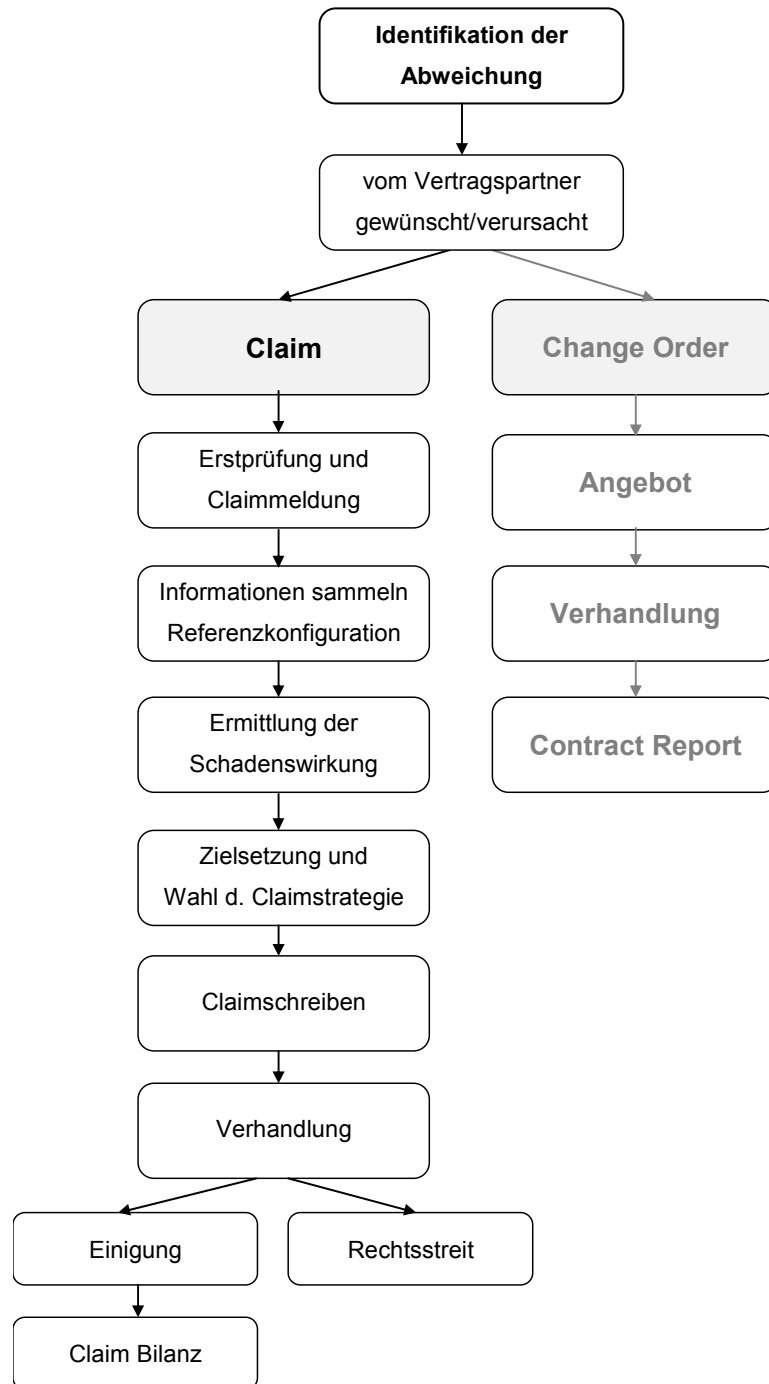 Identifikation der
Abweichung
vom Vertragspartner
gewünscht/verursacht
Claim
Change Order
Erstprüfung und
Claimmeldung
Angebot
Informationen sammeln
Referenzkonfiguration
Verhandlung
Ermittlung der
Schadenswirkung
Contract Report
Zielsetzung und
Wahl d. Claimstrategie
Claimschreiben
Verhandlung
Einigung
Rechtsstreit
Claim Bilanz